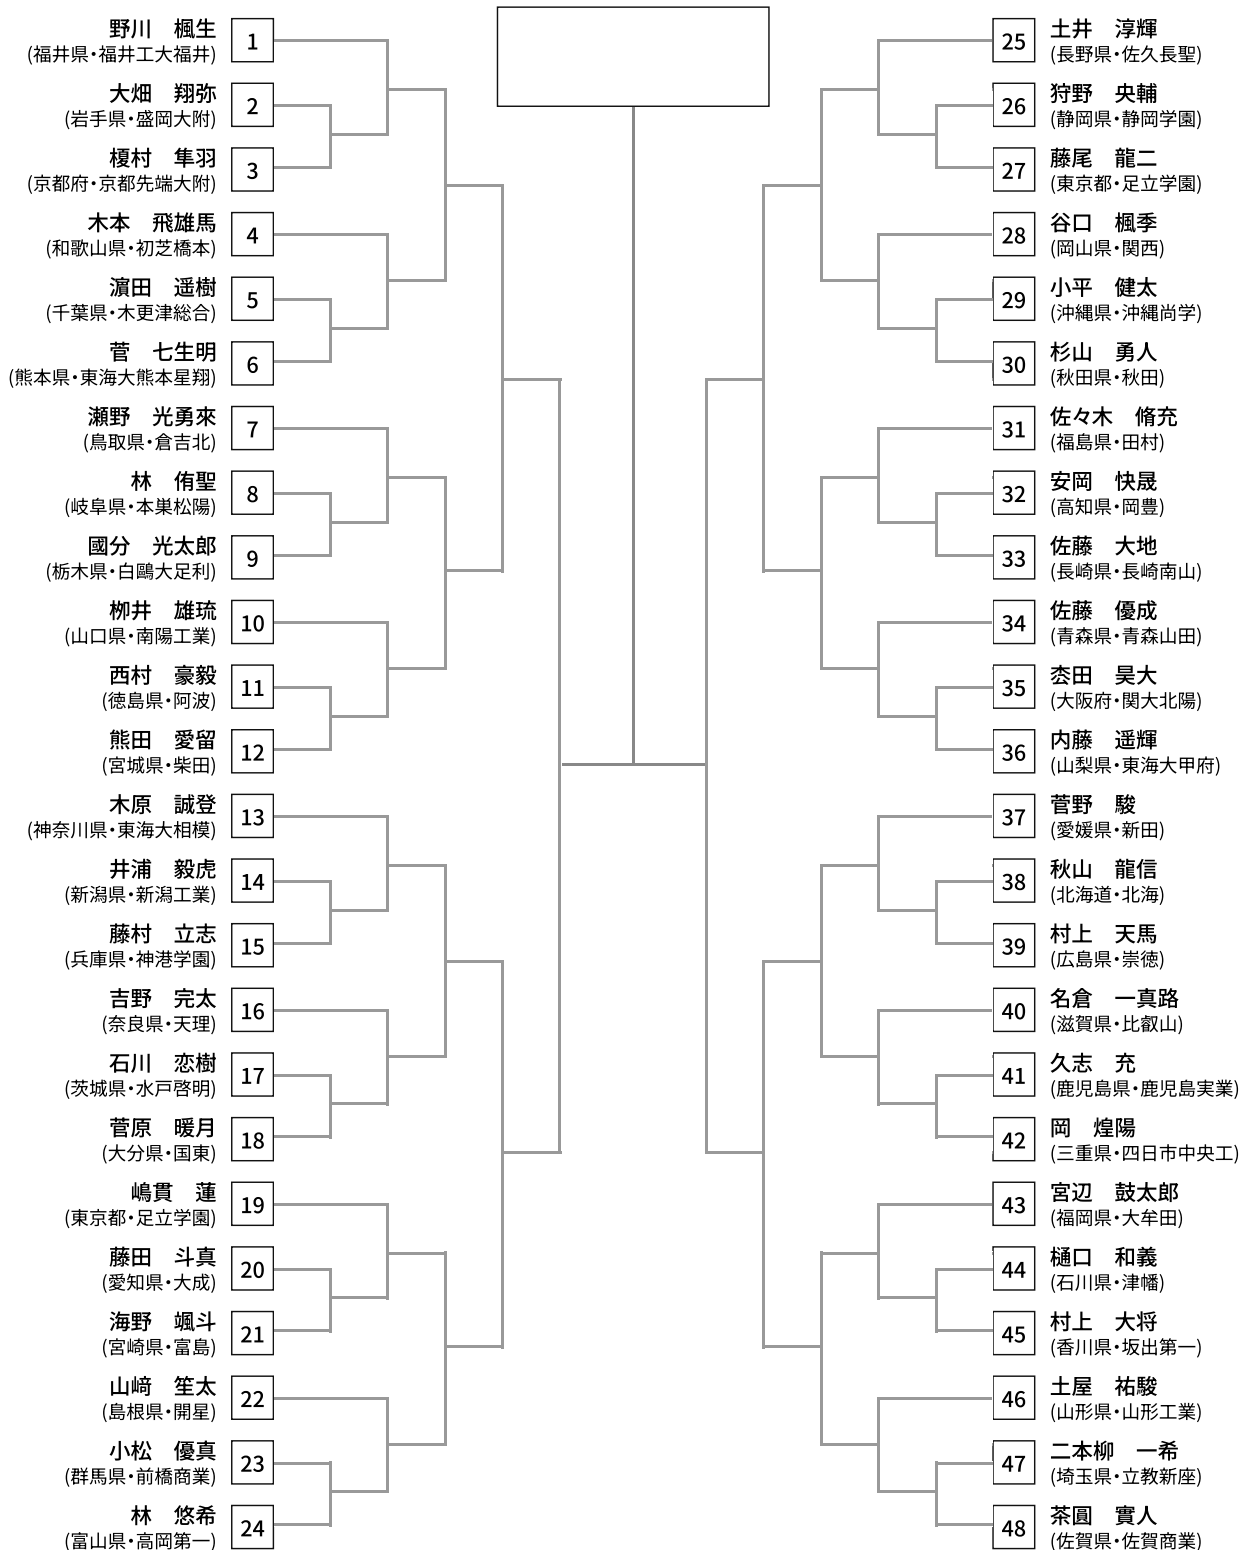 野川　楓生
(福井県・福井工大福井)
1
大畑　翔弥
(岩手県・盛岡大附)
2
榎村　隼羽
(京都府・京都先端大附)
3
木本　飛雄馬
(和歌山県・初芝橋本)
4
濵田　遥樹
(千葉県・木更津総合)
5
菅　七生明
(熊本県・東海大熊本星翔)
6
瀬野　光勇來
(鳥取県・倉吉北)
7
林　侑聖
(岐阜県・本巣松陽)
8
國分　光太郎
(栃木県・白鷗大足利)
9
栁井　雄琉
(山口県・南陽工業)
10
西村　豪毅
(徳島県・阿波)
11
熊田　愛留
(宮城県・柴田)
12
木原　誠登
(神奈川県・東海大相模)
13
井浦　毅虎
(新潟県・新潟工業)
14
藤村　立志
(兵庫県・神港学園)
15
吉野　完太
(奈良県・天理)
16
石川　恋樹
(茨城県・水戸啓明)
17
菅原　暖月
(大分県・国東)
18
嶋貫　蓮
(東京都・足立学園)
19
藤田　斗真
(愛知県・大成)
20
海野　颯斗
(宮崎県・富島)
21
山﨑　笙太
(島根県・開星)
22
小松　優真
(群馬県・前橋商業)
23
林　悠希
(富山県・高岡第一)
24
25
土井　淳輝
(長野県・佐久長聖)
26
狩野　央輔
(静岡県・静岡学園)
27
藤尾　龍二
(東京都・足立学園)
28
谷口　楓季
(岡山県・関西)
29
小平　健太
(沖縄県・沖縄尚学)
30
杉山　勇人
(秋田県・秋田)
31
佐々木　脩充
(福島県・田村)
32
安岡　快晟
(高知県・岡豊)
33
佐藤　大地
(長崎県・長崎南山)
34
佐藤　優成
(青森県・青森山田)
35
枩田　昊大
(大阪府・関大北陽)
36
内藤　遥輝
(山梨県・東海大甲府)
37
菅野　駿
(愛媛県・新田)
38
秋山　龍信
(北海道・北海)
39
村上　天馬
(広島県・崇徳)
40
名倉　一真路
(滋賀県・比叡山)
41
久志　充
(鹿児島県・鹿児島実業)
42
岡　煌陽
(三重県・四日市中央工)
43
宮辺　鼓太郎
(福岡県・大牟田)
44
樋口　和義
(石川県・津幡)
45
村上　大将
(香川県・坂出第一)
46
土屋　祐駿
(山形県・山形工業)
47
二本柳　一希
(埼玉県・立教新座)
48
茶圓　實人
(佐賀県・佐賀商業)